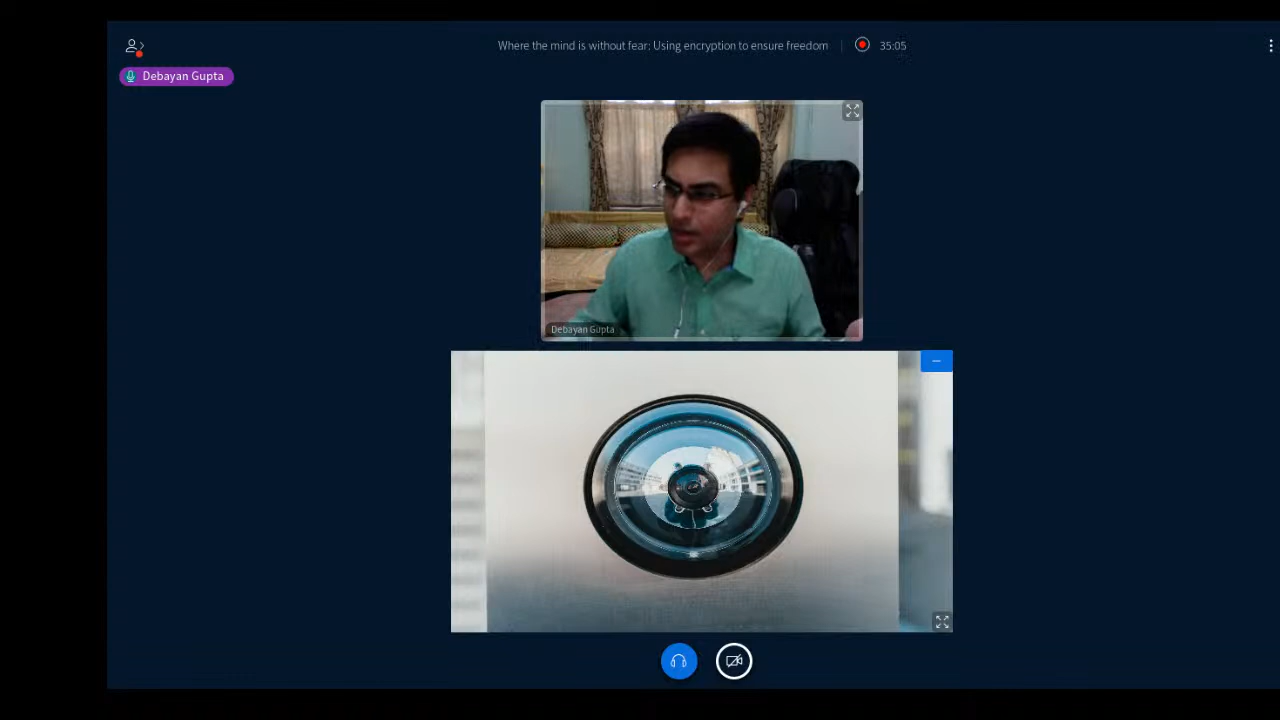 Where the mind is without fear: Using encryption to ensure freedom
35:05
Debayan Gupta
Debayan Gupta